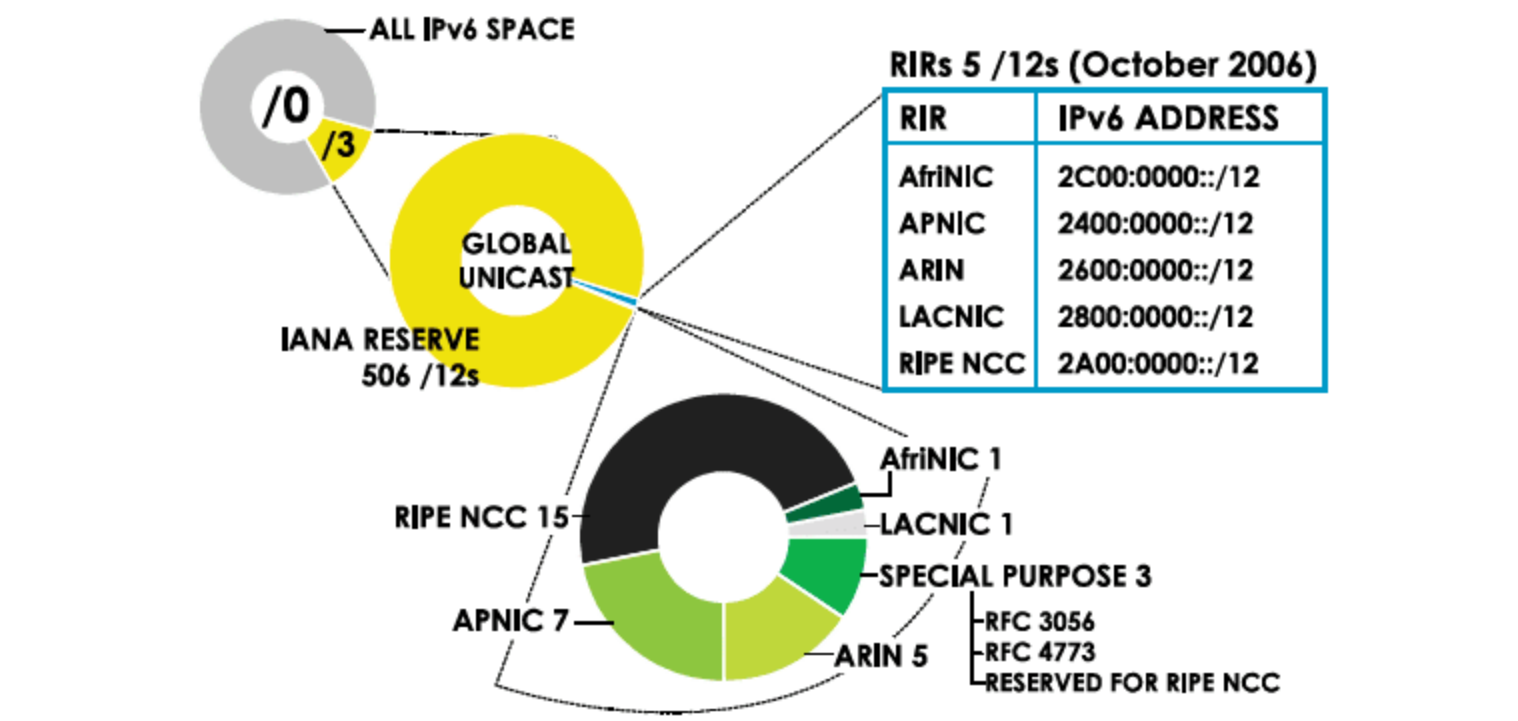 ALL IPv6 SPACE
/0
/3
GLOBAL
UNICAST
IANA RESERVE
506 /12s
RIRs 5 /12s (October 2006)
RIR IPv6 ADDRESS
AfriNIC 2C00:0000::/12
APNIC 2400:0000::/12
ARIN 2600:0000::/12
LACNIC 2800:0000::/12
RIPE NCC 2A00:0000::/12
AfriNIC 1
RIPE NCC 15
LACNIC 1
SPECIAL PURPOSE 3
RFC 3056
RFC 4773
RESERVED FOR RIPE NCC
APNIC 7
ARIN 5